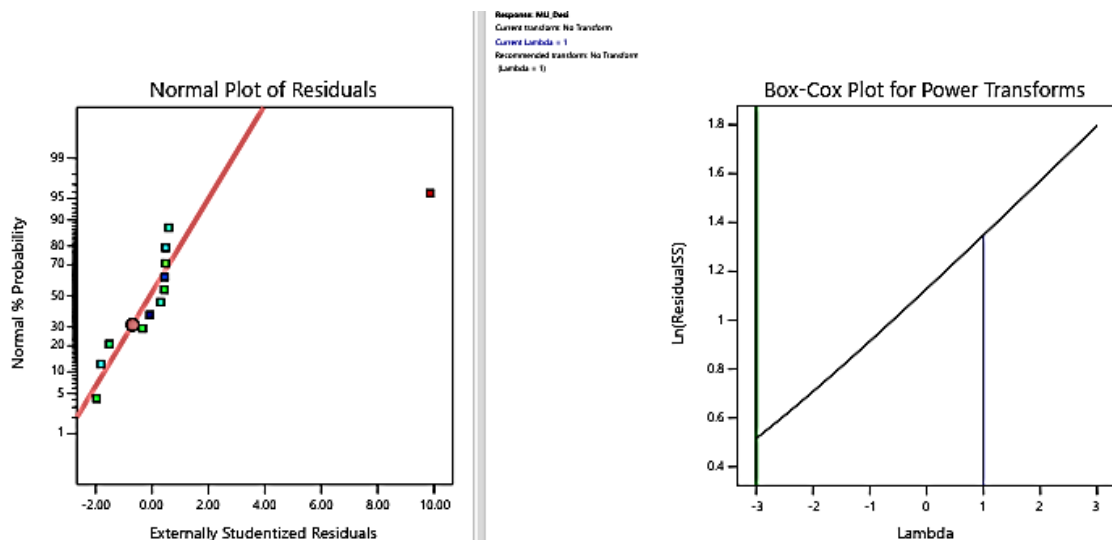 Response: MU_Desi
Current transform: No Transform
Current Lambda = 1
Recommended transform: No Transform
(Lambda = 1)
Normal Plot of Residuals
Normal % Probability
99
95
90
80
70
50
30
20
10
5
1
-2.00 0.00 2.00 4.00 6.00 8.00 10.00
Externally Studentized Residuals
Box-Cox Plot for Power Transforms
Ln(ResidualSS)
1.8
1.6
1.4
1.2
1
0.8
0.6
0.4
-3 -2 -1 0 1 2 3
Lambda